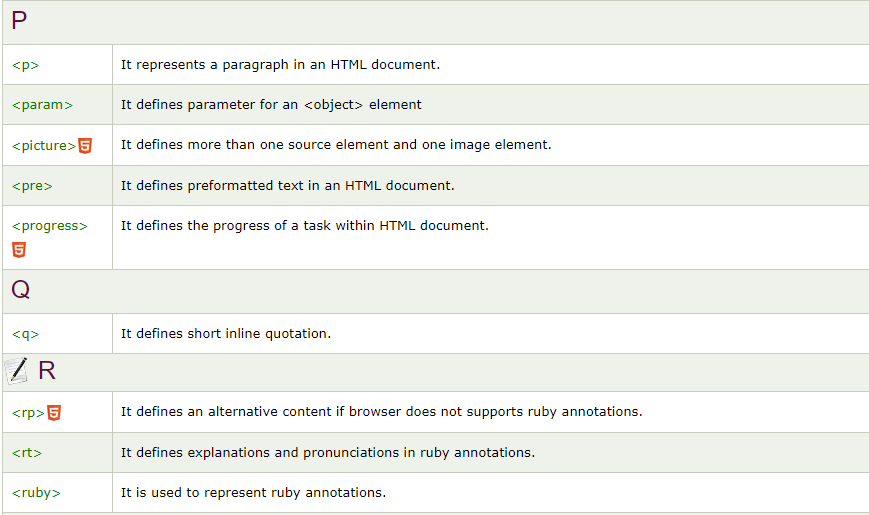 P
<p> It represents a paragraph in an HTML document.
<param> It defines parameter for an <object> element
<picture> It defines more than one source element and one image element.
<pre> It defines preformatted text in an HTML document.
<progress> It defines the progress of a task within HTML document.
Q
<q> It defines short inline quotation.
R
<rp> It defines an alternative content if browser does not supports ruby annotations.
<rt> It defines explanations and pronunciations in ruby annotations.
<ruby> It is used to represent ruby annotations.